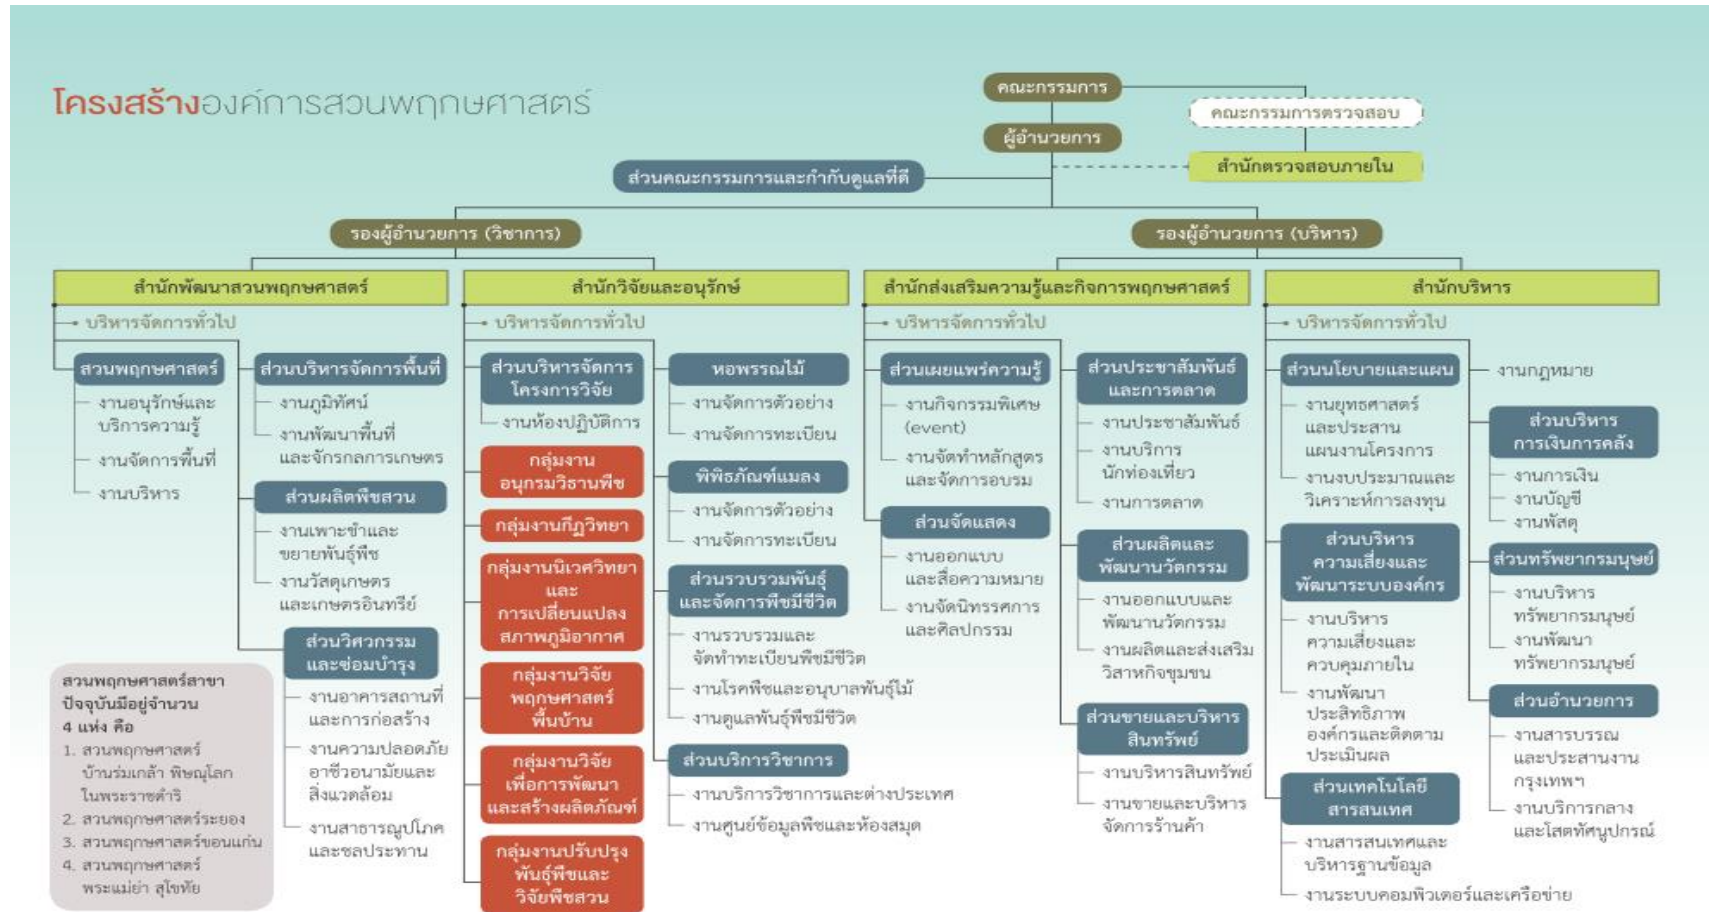 โครงสร้างองค์การสวนพฤกษศาสตร์
คณะกรรมการ
คณะกรรมการตรวจสอบ
ผู้อำนวยการ
สำนักตรวจสอบภายใน
ส่วนคณะกรรมการและกำกับดูแลที่ดี
รองผู้อำนวยการ (วิชาการ)
รองผู้อำนวยการ (บริหาร)
สำนักพัฒนาสวนพฤกษศาสตร์
บริหารจัดการทั่วไป
สวนพฤกษศาสตร์
งานอนุรักษ์และ
บริการความรู้
งานจัดการพื้นที่
งานบริหาร
ส่วนบริหารจัดการพื้นที่
งานภูมิทัศน์
งานพัฒนาพื้นที่
และจักรกลการเกษตร
ส่วนผลิตพืชสวน
งานเพาะชำและ
ขยายพันธุ์พืช
งานวัสดุเกษตร
และเกษตรอินทรีย์
ส่วนวิศวกรรม
และซ่อมบำรุง
งานอาคารสถานที่
และการก่อสร้าง
งานความปลอดภัย
อาชีวอนามัยและ
สิ่งแวดล้อม
งานสาธารณูปโภค
และชลประทาน
สวนพฤกษศาสตร์สาขา
ปัจจุบันมีอยู่จำนวน
4 แห่ง คือ
1. สวนพฤกษศาสตร์
บ้านร่มเกล้า พิษณุโลก
ในพระราชดำริ
2. สวนพฤกษศาสตร์ระยอง
3. สวนพฤกษศาสตร์ขอนแก่น
4. สวนพฤกษศาสตร์
พระแม่ย่า สุโขทัย
สำนักวิจัยและอนุรักษ์
บริหารจัดการทั่วไป
ส่วนบริหารจัดการ
โครงการวิจัย
งานห้องปฏิบัติการ
กลุ่มงาน
อนุกรมวิธานพืช
กลุ่มงานกีฏวิทยา
กลุ่มงานนิเวศวิทยา
และ
การเปลี่ยนแปลง
สภาพภูมิอากาศ
กลุ่มงานวิจัย
พฤกษศาสตร์
พื้นบ้าน
กลุ่มงานวิจัย
เพื่อการพัฒนา
และสร้างผลิตภัณฑ์
กลุ่มงานปรับปรุง
พันธุ์พืชและ
วิจัยพืชสวน
หอพรรณไม้
งานจัดการตัวอย่าง
งานจัดการทะเบียน
พิพิธภัณฑ์แมลง
งานจัดการตัวอย่าง
งานจัดการทะเบียน
ส่วนรวบรวมพันธุ์
และจัดการพืชมีชีวิต
งานรวบรวมและ
จัดทำทะเบียนพืชมีชีวิต
งานโรคพืชและอนุบาลพันธุ์ไม้
งานดูแลพันธุ์พืชมีชีวิต
ส่วนบริการวิชาการ
งานบริการวิชาการและต่างประเทศ
งานศูนย์ข้อมูลพืชและห้องสมุด
สำนักส่งเสริมความรู้และกิจการพฤกษศาสตร์
บริหารจัดการทั่วไป
ส่วนเผยแพร่ความรู้
งานกิจกรรมพิเศษ
(event)
งานจัดทำหลักสูตร
และจัดการอบรม
ส่วนจัดแสดง
งานออกแบบ
และสื่อความหมาย
งานจัดนิทรรศการ
และศิลปกรรม
ส่วนประชาสัมพันธ์
และการตลาด
งานประชาสัมพันธ์
งานบริการ
นักท่องเที่ยว
งานการตลาด
ส่วนผลิตและ
พัฒนานวัตกรรม
งานออกแบบและ
พัฒนานวัตกรรม
งานผลิตและส่งเสริม
วิสาหกิจชุมชน
ส่วนขายและบริหาร
สินทรัพย์
งานบริหารสินทรัพย์
งานขายและบริหาร
จัดการร้านค้า
สำนักบริหาร
บริหารจัดการทั่วไป
ส่วนนโยบายและแผน
งานยุทธศาสตร์
และประสาน
แผนงานโครงการ
งานงบประมาณและ
วิเคราะห์การลงทุน
ส่วนบริหาร
ความเสี่ยงและ
พัฒนาระบบองค์กร
งานบริหาร
ความเสี่ยงและ
ควบคุมภายใน
งานพัฒนา
ประสิทธิภาพ
องค์กรและติดตาม
ประเมินผล
ส่วนเทคโนโลยี
สารสนเทศ
งานสารสนเทศและ
บริหารฐานข้อมูล
งานระบบคอมพิวเตอร์และเครือข่าย
งานกฎหมาย
ส่วนบริหาร
การเงินการคลัง
งานการเงิน
งานบัญชี
งานพัสดุ
ส่วนทรัพยากรมนุษย์
งานบริหาร
ทรัพยากรมนุษย์
งานพัฒนา
ทรัพยากรมนุษย์
ส่วนอำนวยการ
งานสารบรรณ
และประสานงาน
กรุงเทพฯ
งานบริการกลาง
และโสตทัศนูปกรณ์